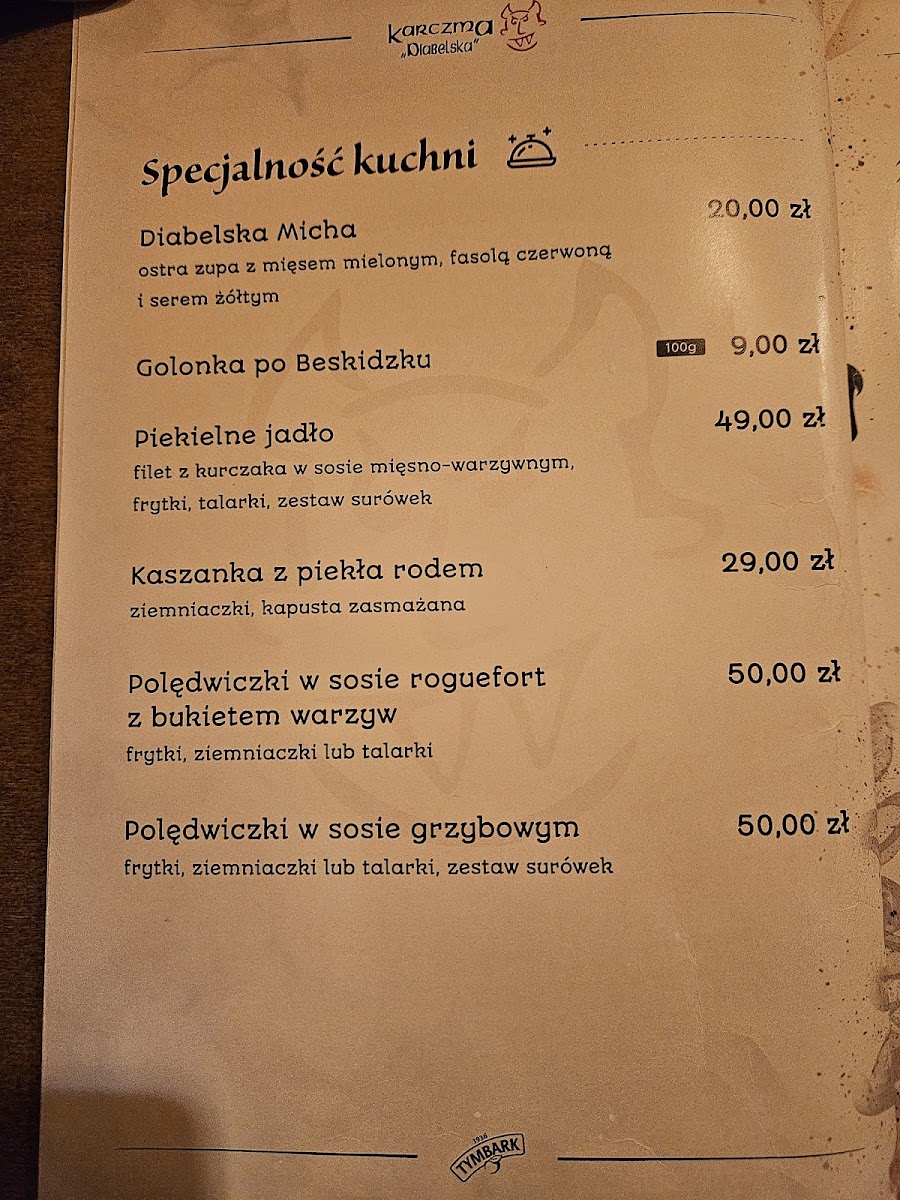 Karczma
„Diabelska”
Specjalność kuchni
Diabelska Micha 20,00 zł
ostra zupa z mięsem mielonym, fasolą czerwoną
i serem żółtym
Golonka po Beskidzku 100g 9,00 zł
Piekielne jadło 49,00 zł
filet z kurczaka w sosie mięsno-warzywnym,
frytki, talarki, zestaw surówek
Kaszanka z piekła rodem 29,00 zł
ziemniaczki, kapusta zasmażana
Polędwiczki w sosie roguefort 50,00 zł
z bukietem warzyw
frytki, ziemniaczki lub talarki
Polędwiczki w sosie grzybowym 50,00 zł
frytki, ziemniaczki lub talarki, zestaw surówek
1936
TYMBARK